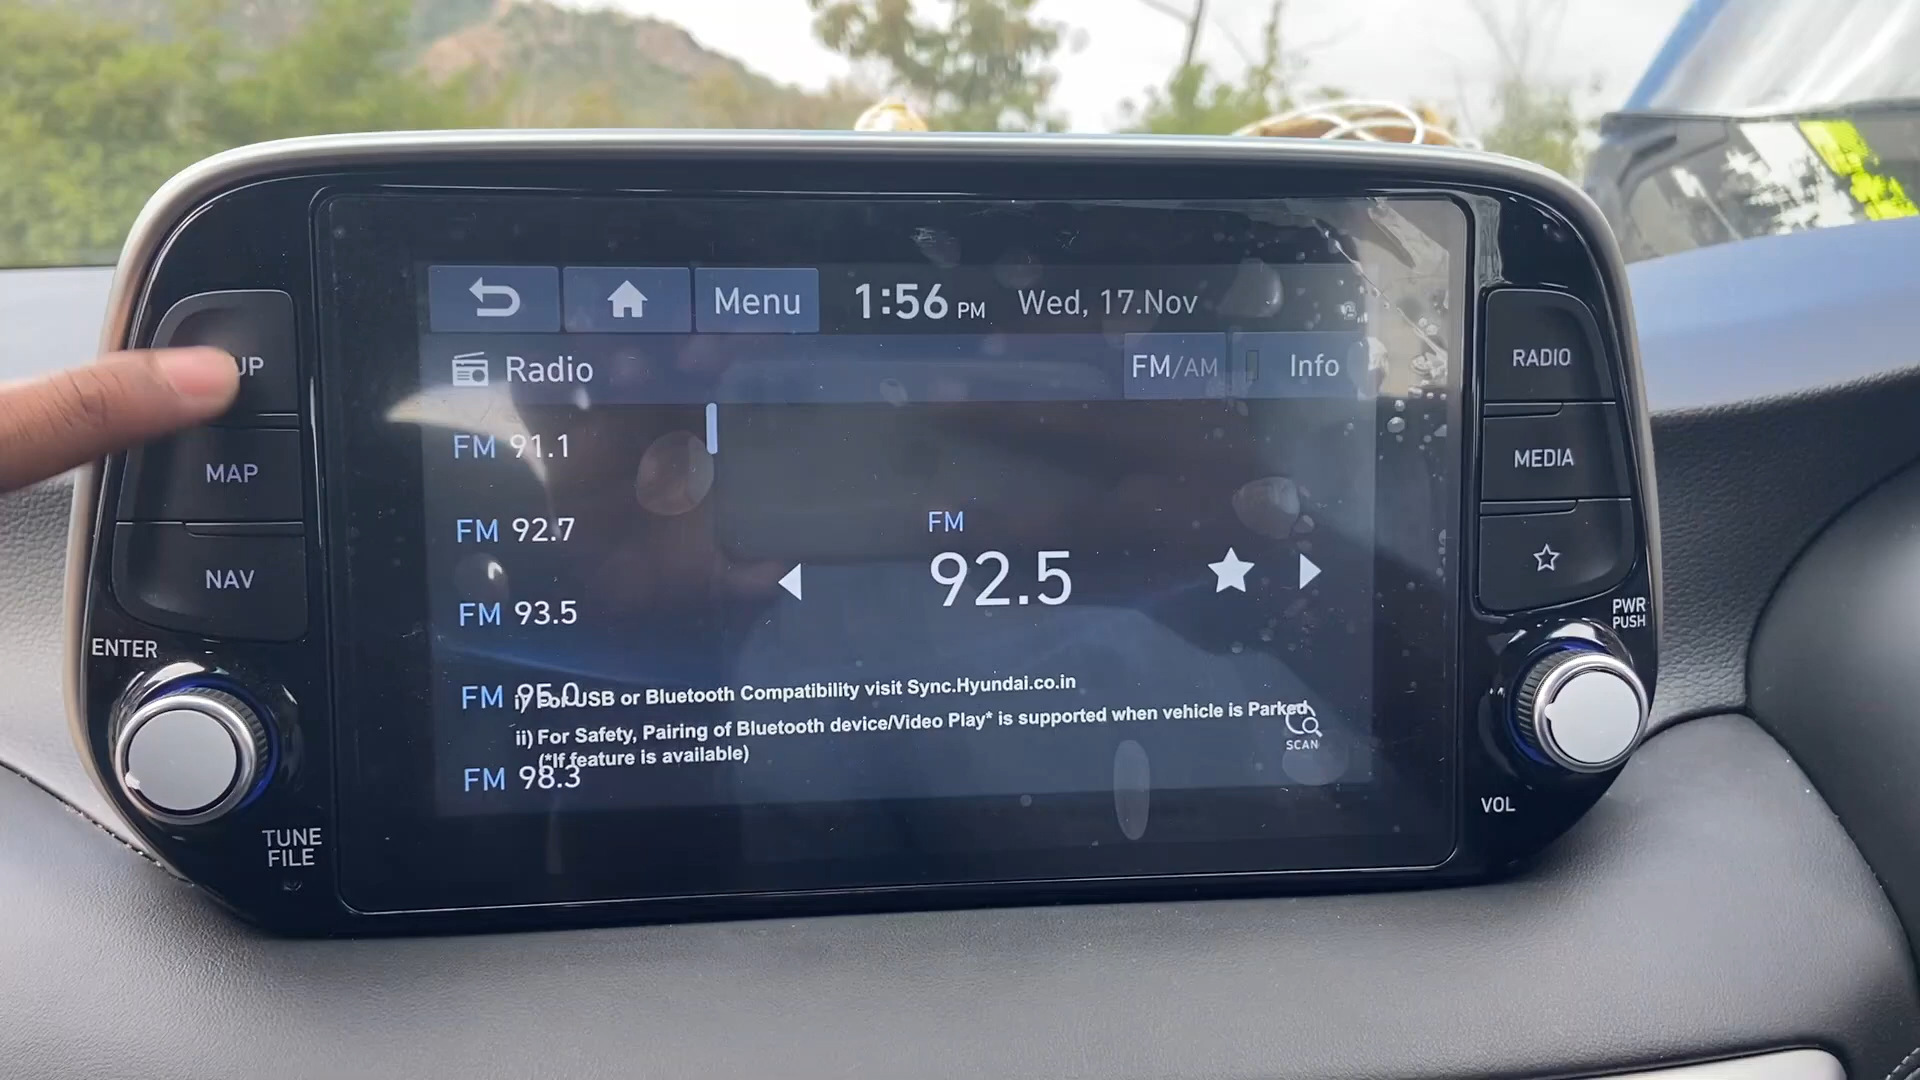 Menu 1:56 PM Wed, 17.Nov
Radio FM/AM Info
FM 91.1
FM 92.7
FM 93.5
FM 95.0
FM 98.3
FM
92.5
i) For USB or Bluetooth Compatibility visit Sync.Hyundai.co.in
ii) For Safety, Pairing of Bluetooth device/Video Play* is supported when vehicle is Parked
(*If feature is available)
SCAN
UP
MAP
NAV
ENTER
TUNE
FILE
RADIO
MEDIA
PWR
PUSH
VOL